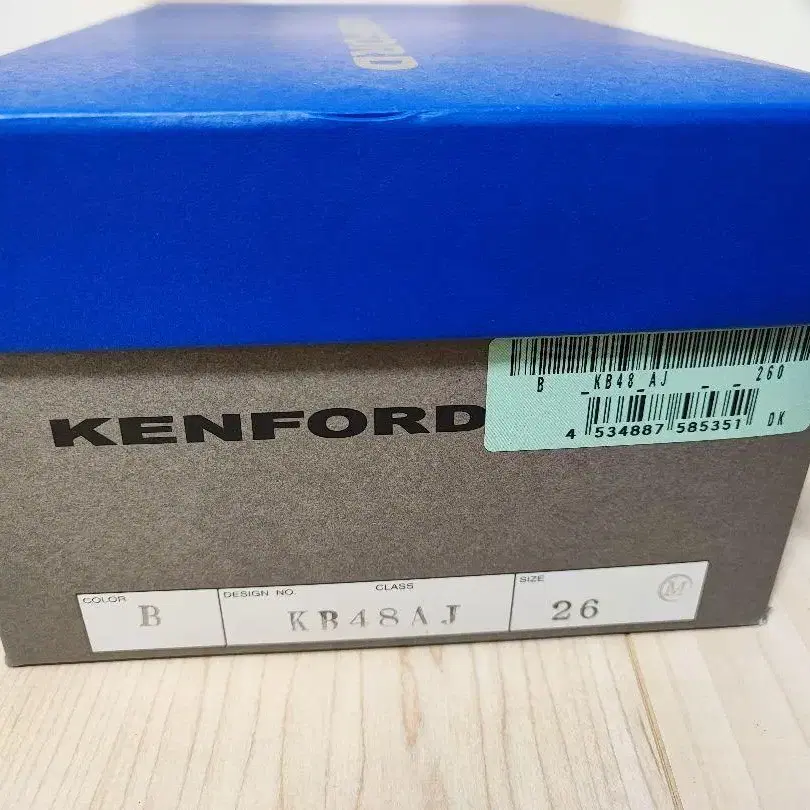 KENFORD
B _KB48_AJ _ _ 260
4 534887 585351 DK
COLOR B
DESIGN NO. CLASS KB48AJ
SIZE 26 M